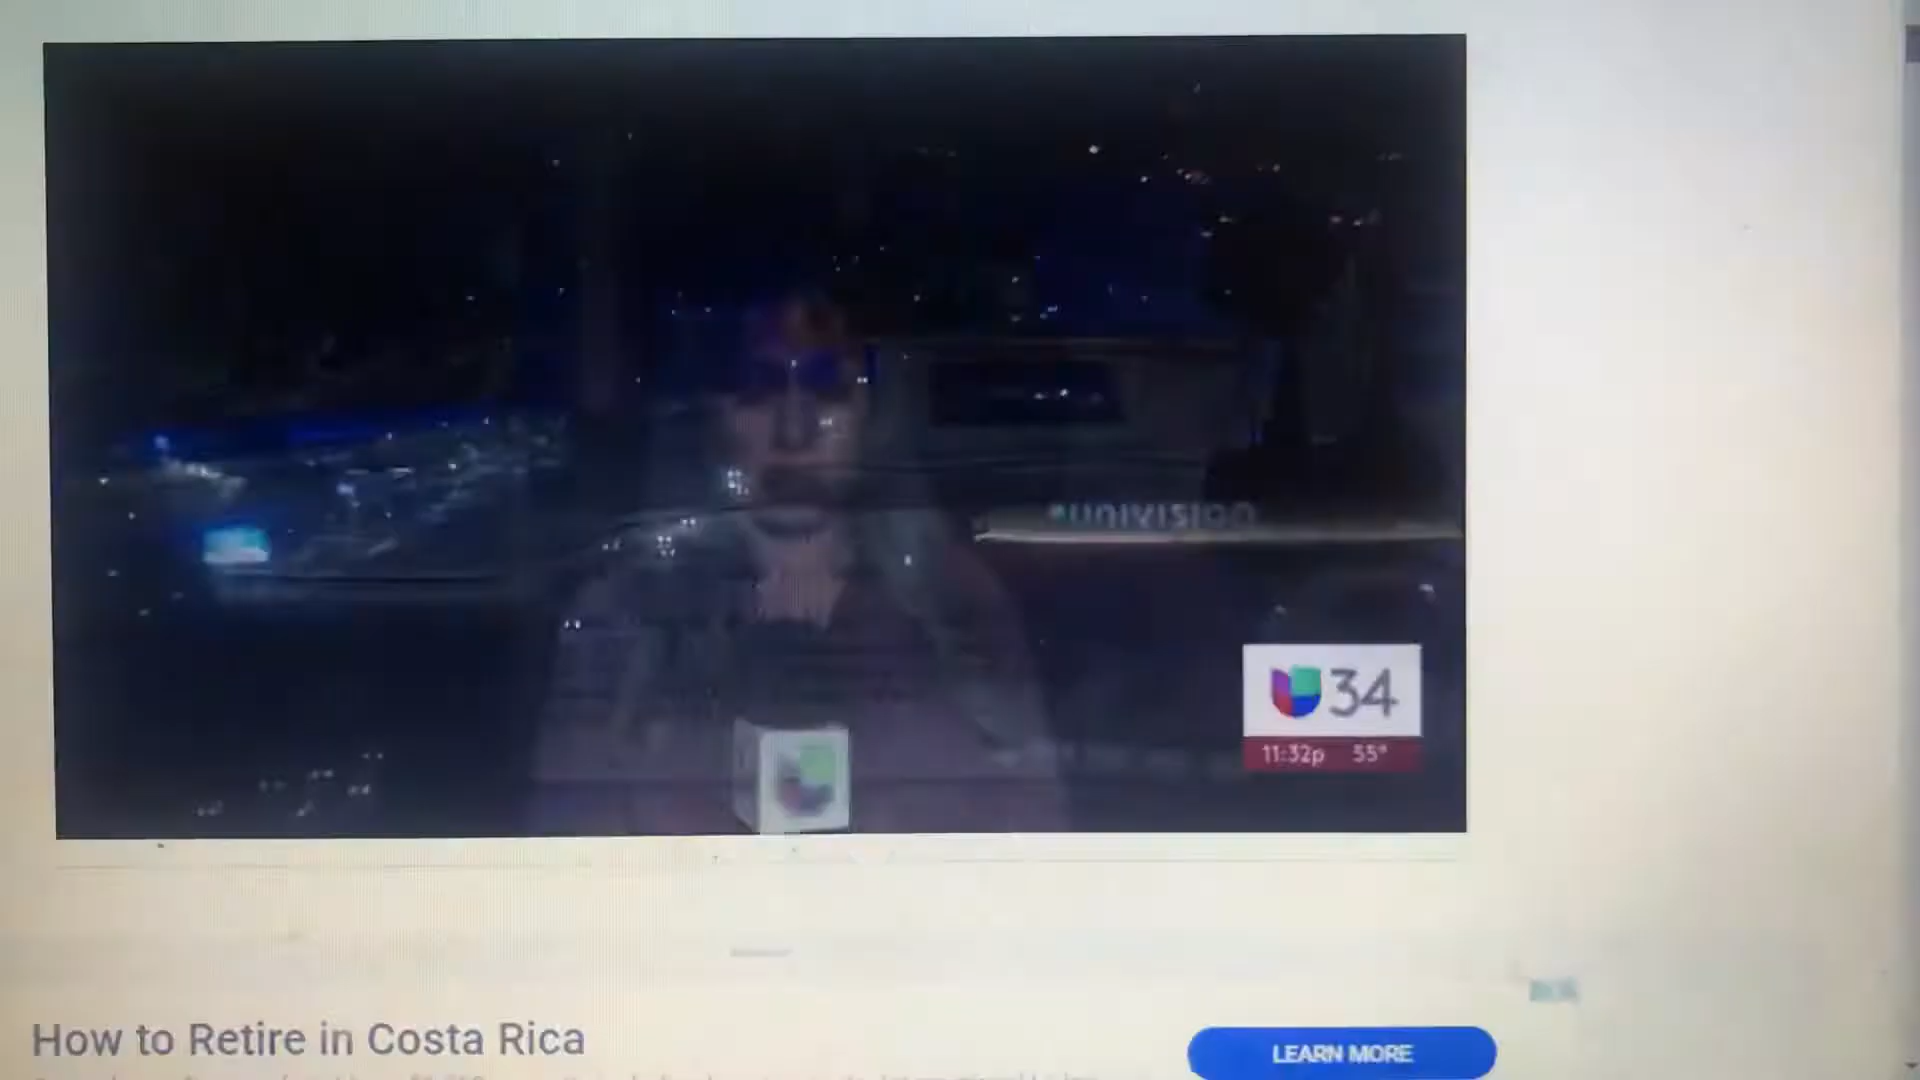 univision
34
11:32p 55°
How to Retire in Costa Rica
LEARN MORE